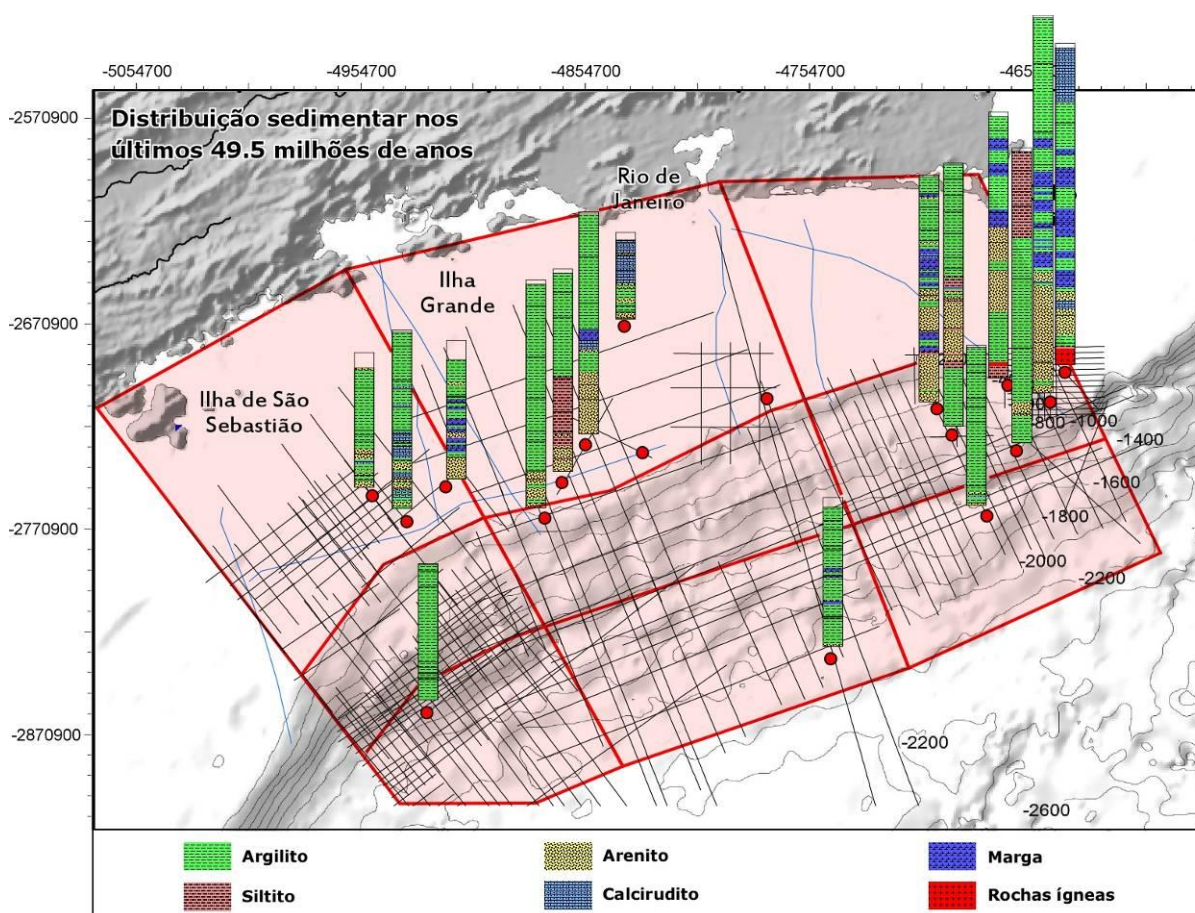 -5054700 -4954700 -4854700 -4754700 -465
-2570900
Distribuição sedimentar nos
últimos 49.5 milhões de anos
Rio de
Janeiro
Ilha
Grande
-2670900
Ilha de São
Sebastião
-800 -1000
-1400
-1600
-1800
-2000
-2200
-2770900
-2870900
-2200
-2600
Argilito Arenito Marga
Siltito Calcirudito Rochas ígneas